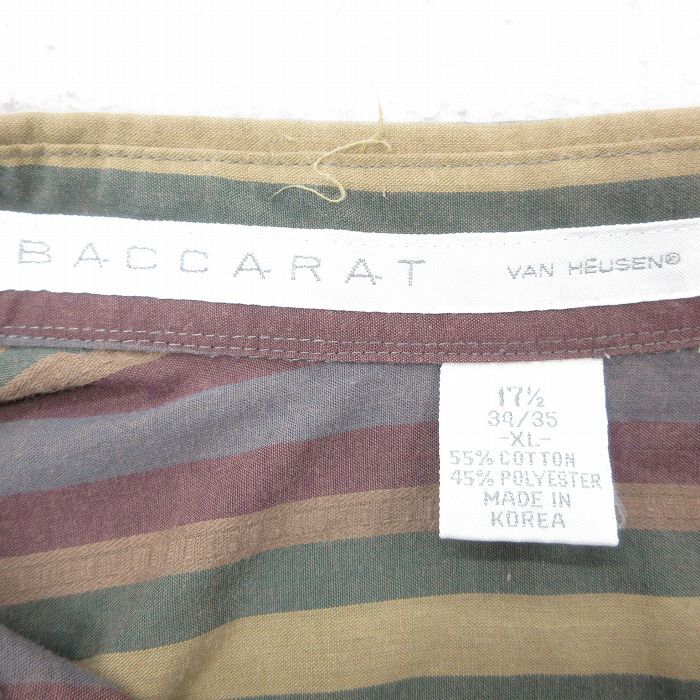 BACCARAT VAN HEUSEN®
17½
34/35
-XL-
55% COTTON
45% POLYESTER
MADE IN
KOREA